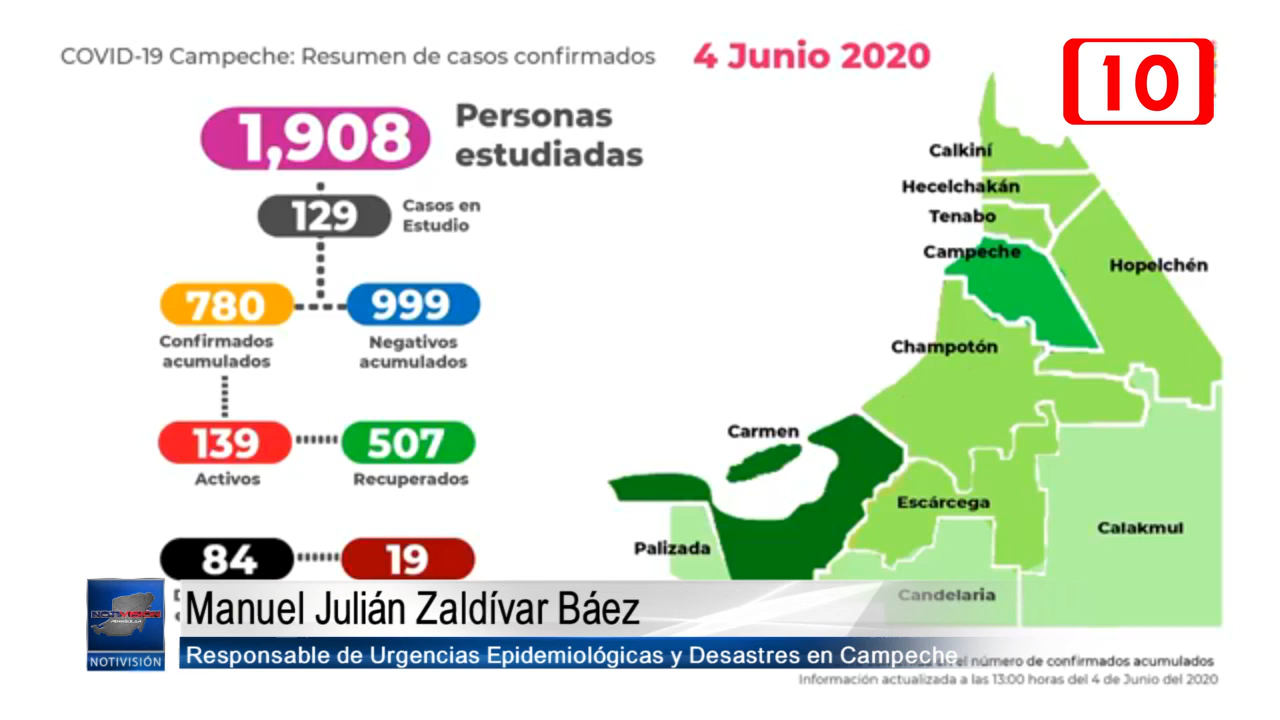 COVID-19 Campeche: Resumen de casos confirmados
4 Junio 2020
10
1,908
Personas
estudiadas
129
Casos en
Estudio
780
Confirmados
acumulados
999
Negativos
acumulados
139
Activos
507
Recuperados
84
19
Calkiní
Hecelchakán
Tenabo
Campeche
Hopelchén
Champotón
Carmen
Escárcega
Calakmul
Palizada
Candelaria
Manuel Julián Zaldívar Báez
Responsable de Urgencias Epidemiológicas y Desastres en Campeche
NOTIVISIÓN
PENINSULAR
NOTIVISIÓN
el número de confirmados acumulados
Información actualizada a las 13:00 horas del 4 de Junio del 2020